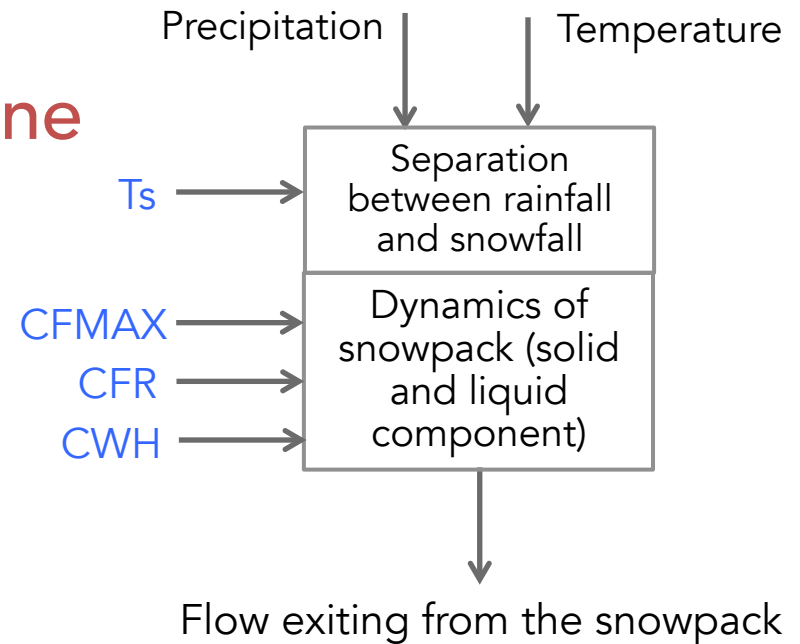 Precipitation
Temperature
ne
Ts
Separation
between rainfall
and snowfall
CFMAX
CFR
CWH
Dynamics of
snowpack (solid
and liquid
component)
Flow exiting from the snowpack